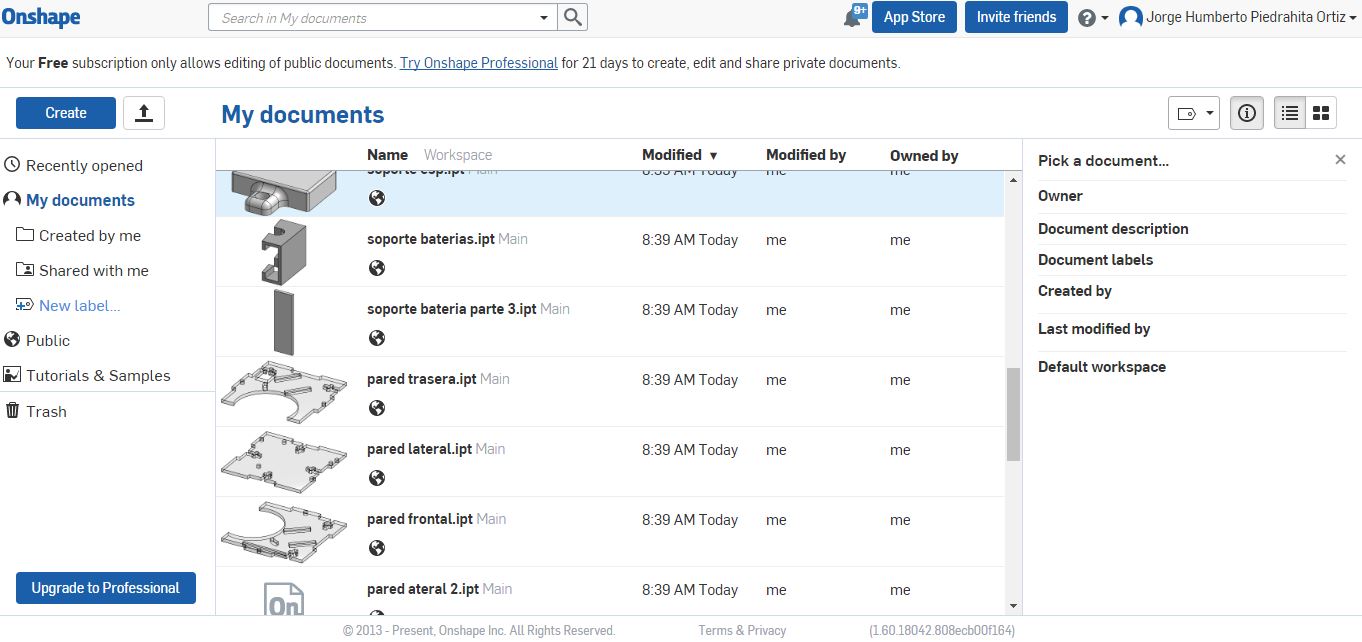 Onshape
Search in My documents
9+
App Store
Invite friends
Jorge Humberto Piedrahita Ortiz
Your Free subscription only allows editing of public documents. Try Onshape Professional for 21 days to create, edit and share private documents.
Create
My documents
Recently opened
My documents
Created by me
Shared with me
New label...
Public
Tutorials & Samples
Trash
Upgrade to Professional
Name Workspace Modified ▼ Modified by Owned by
soporte esp.ipt Main 8:39 AM Today me me
soporte baterias.ipt Main 8:39 AM Today me me
soporte bateria parte 3.ipt Main 8:39 AM Today me me
pared trasera.ipt Main 8:39 AM Today me me
pared lateral.ipt Main 8:39 AM Today me me
pared frontal.ipt Main 8:39 AM Today me me
pared ateral 2.ipt Main 8:39 AM Today me me
On
Pick a document...
Owner
Document description
Document labels
Created by
Last modified by
Default workspace
© 2013 - Present, Onshape Inc. All Rights Reserved. Terms & Privacy (1.60.18042.808ecb00f164)